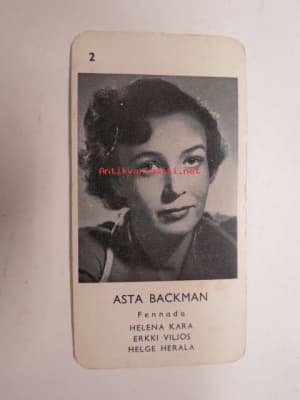 2
Antikvariaatti.net
ASTA BACKMAN
Fennada
HELENA KARA
ERKKI VILJOS
HELGE HERALA